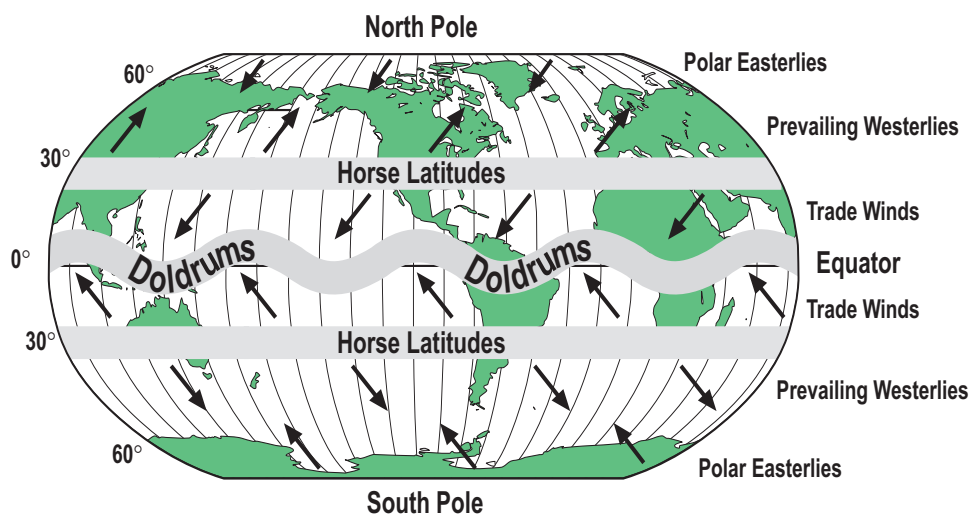 North Pole
60°
Polar Easterlies
Prevailing Westerlies
30°
Horse Latitudes
Trade Winds
0°
Doldrums
Doldrums
Equator
Trade Winds
30°
Horse Latitudes
Prevailing Westerlies
60°
Polar Easterlies
South Pole